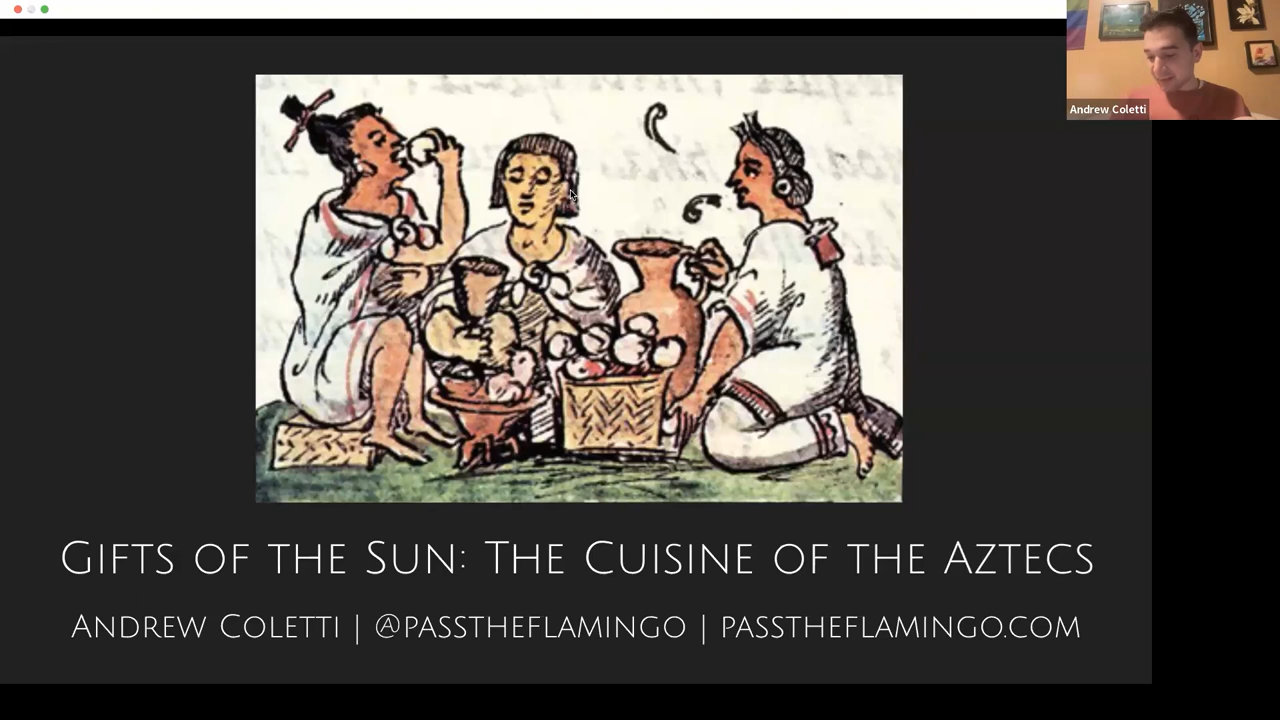 Andrew Coletti
Gifts of the Sun: The Cuisine of the Aztecs
Andrew Coletti | @passtheflamingo | passtheflamingo.com